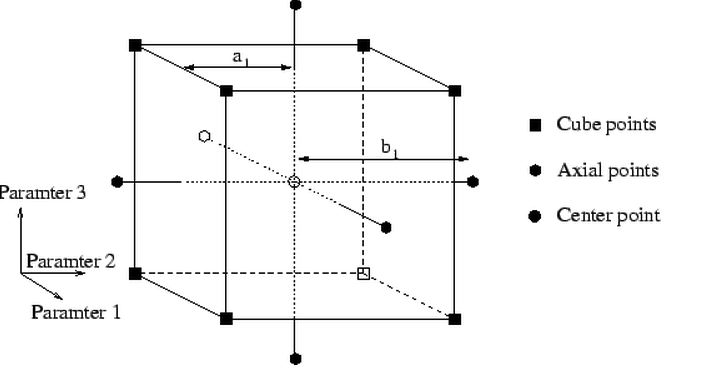 a1
b1
Cube points
Axial points
Center point
Paramter 3
Paramter 2
Paramter 1